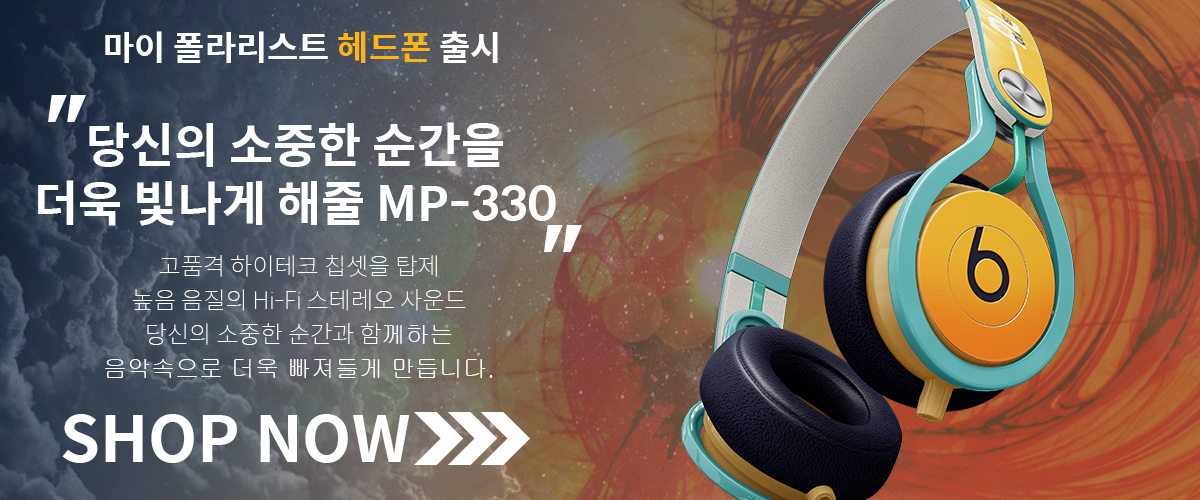 마이 폴라리스트 헤드폰 출시
"당신의 소중한 순간을
더욱 빛나게 해줄 MP-330"
고품격 하이테크 칩셋을 탑제
높음 음질의 Hi-Fi 스테레오 사운드
당신의 소중한 순간과 함께하는
음악속으로 더욱 빠져들게 만듭니다.
SHOP NOW
b